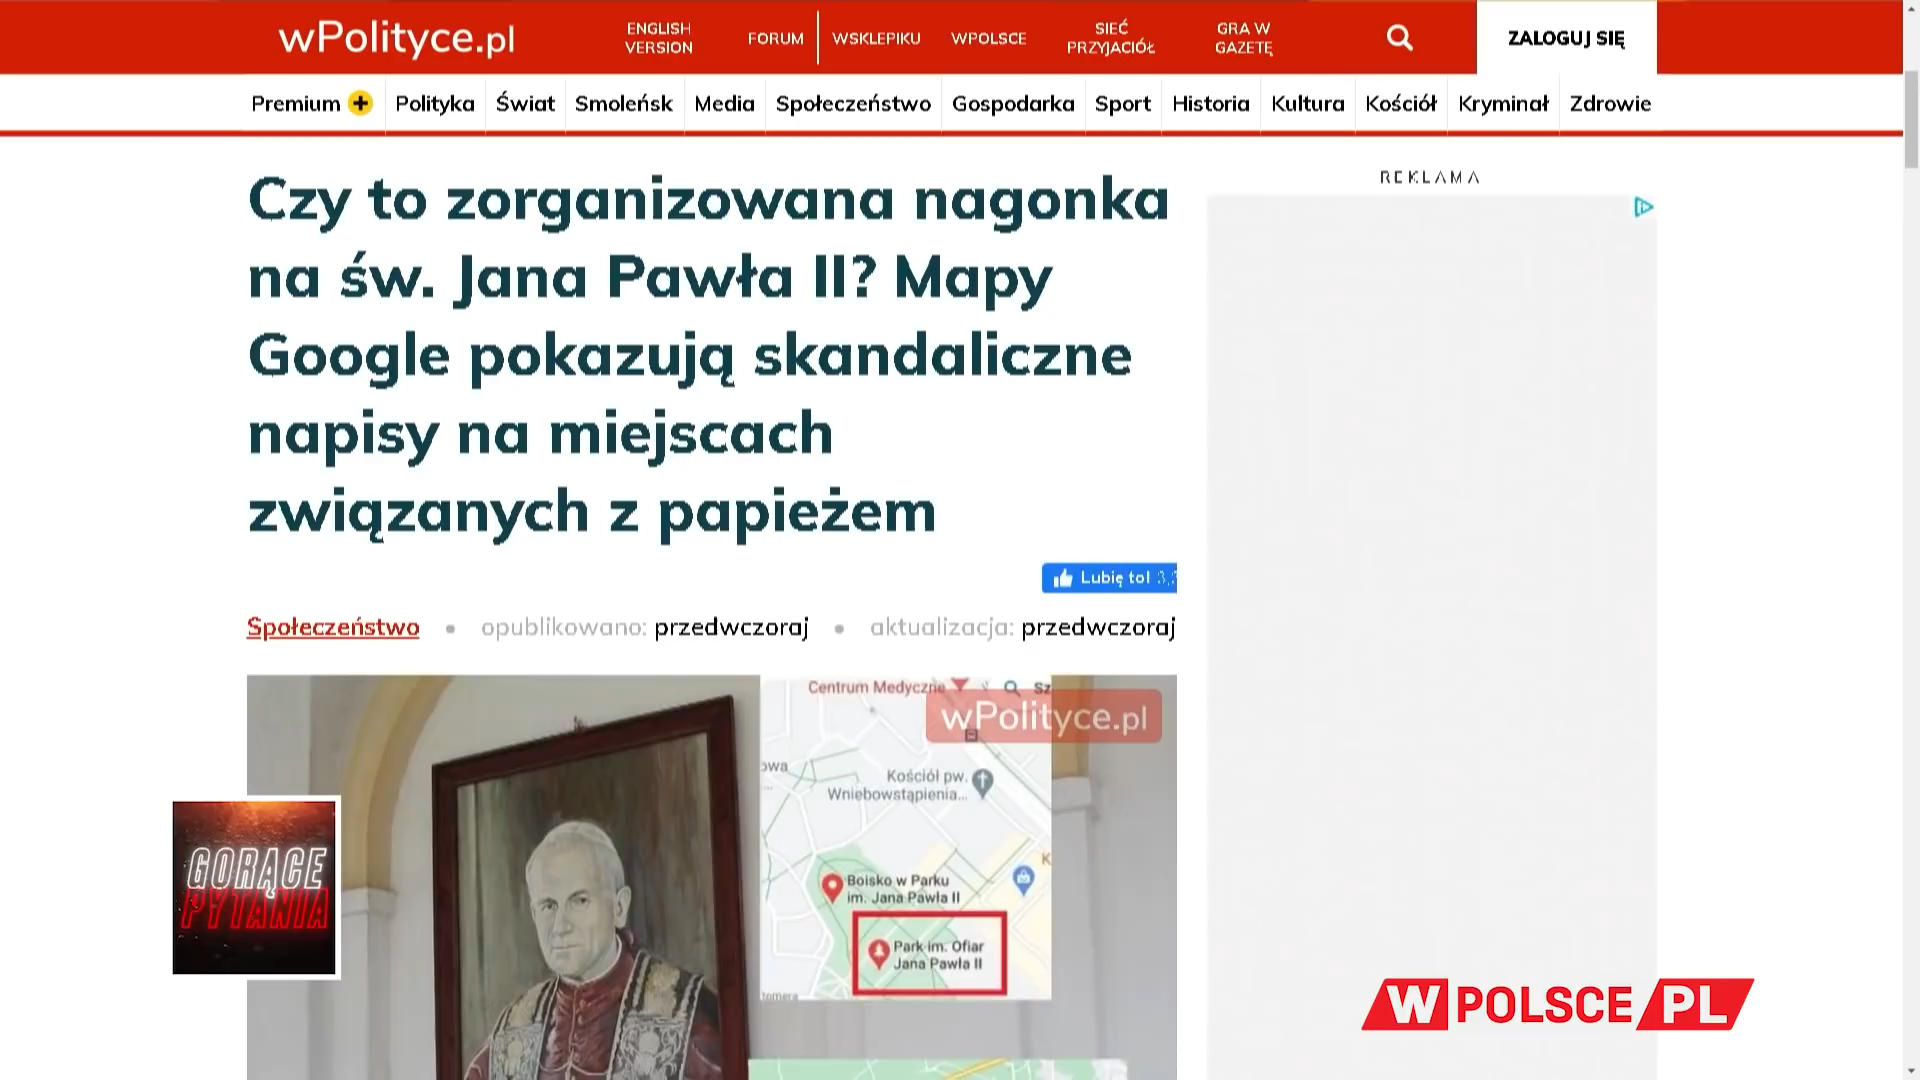 wPolityce.pl
ENGLISH
VERSION
FORUM
WSKLEPIKU
WPOLSCE
SIEĆ
PRZYJACIÓŁ
GRA W
GAZETĘ
ZALOGUJ SIĘ
Premium
Polityka
Świat
Smoleńsk
Media
Społeczeństwo
Gospodarka
Sport
Historia
Kultura
Kościół
Kryminał
Zdrowie
Czy to zorganizowana nagonka
na św. Jana Pawła II? Mapy
Google pokazują skandaliczne
napisy na miejscach
związanych z papieżem
REKLAMA
Lubię to!
Społeczeństwo
opublikowano: przedwczoraj
aktualizacja: przedwczoraj
Centrum Medyczne
Sz
wPolityce.pl
owa
Kościół pw.
Wniebowstąpienia...
K
Boisko w Parku
im. Jana Pawła II
Park im. Ofiar
Jana Pawła II
GORĄCE
PYTANIA
WPOLSCE.PL